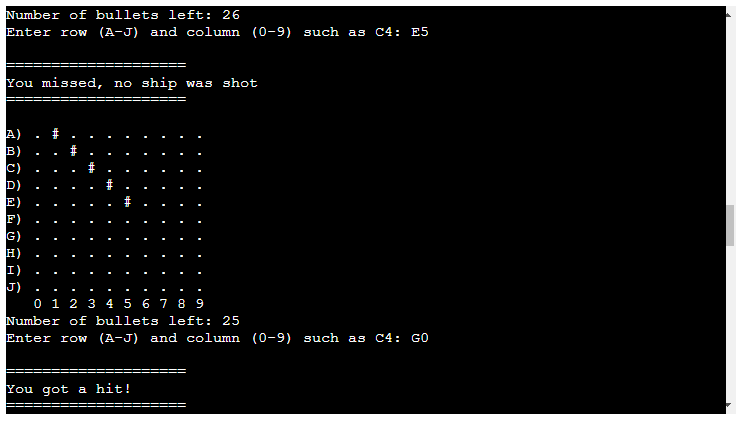 Number of bullets left: 26
Enter row (A-J) and column (0-9) such as C4: E5
====================
You missed, no ship was shot
====================
A) . # . . . . . . . .
B) . . # . . . . . . .
C) . . . # . . . . . .
D) . . . . # . . . . .
E) . . . . . # . . . .
F) . . . . . . . . . .
G) . . . . . . . . . .
H) . . . . . . . . . .
I) . . . . . . . . . .
J) . . . . . . . . . .
0 1 2 3 4 5 6 7 8 9
Number of bullets left: 25
Enter row (A-J) and column (0-9) such as C4: G0
====================
You got a hit!
====================